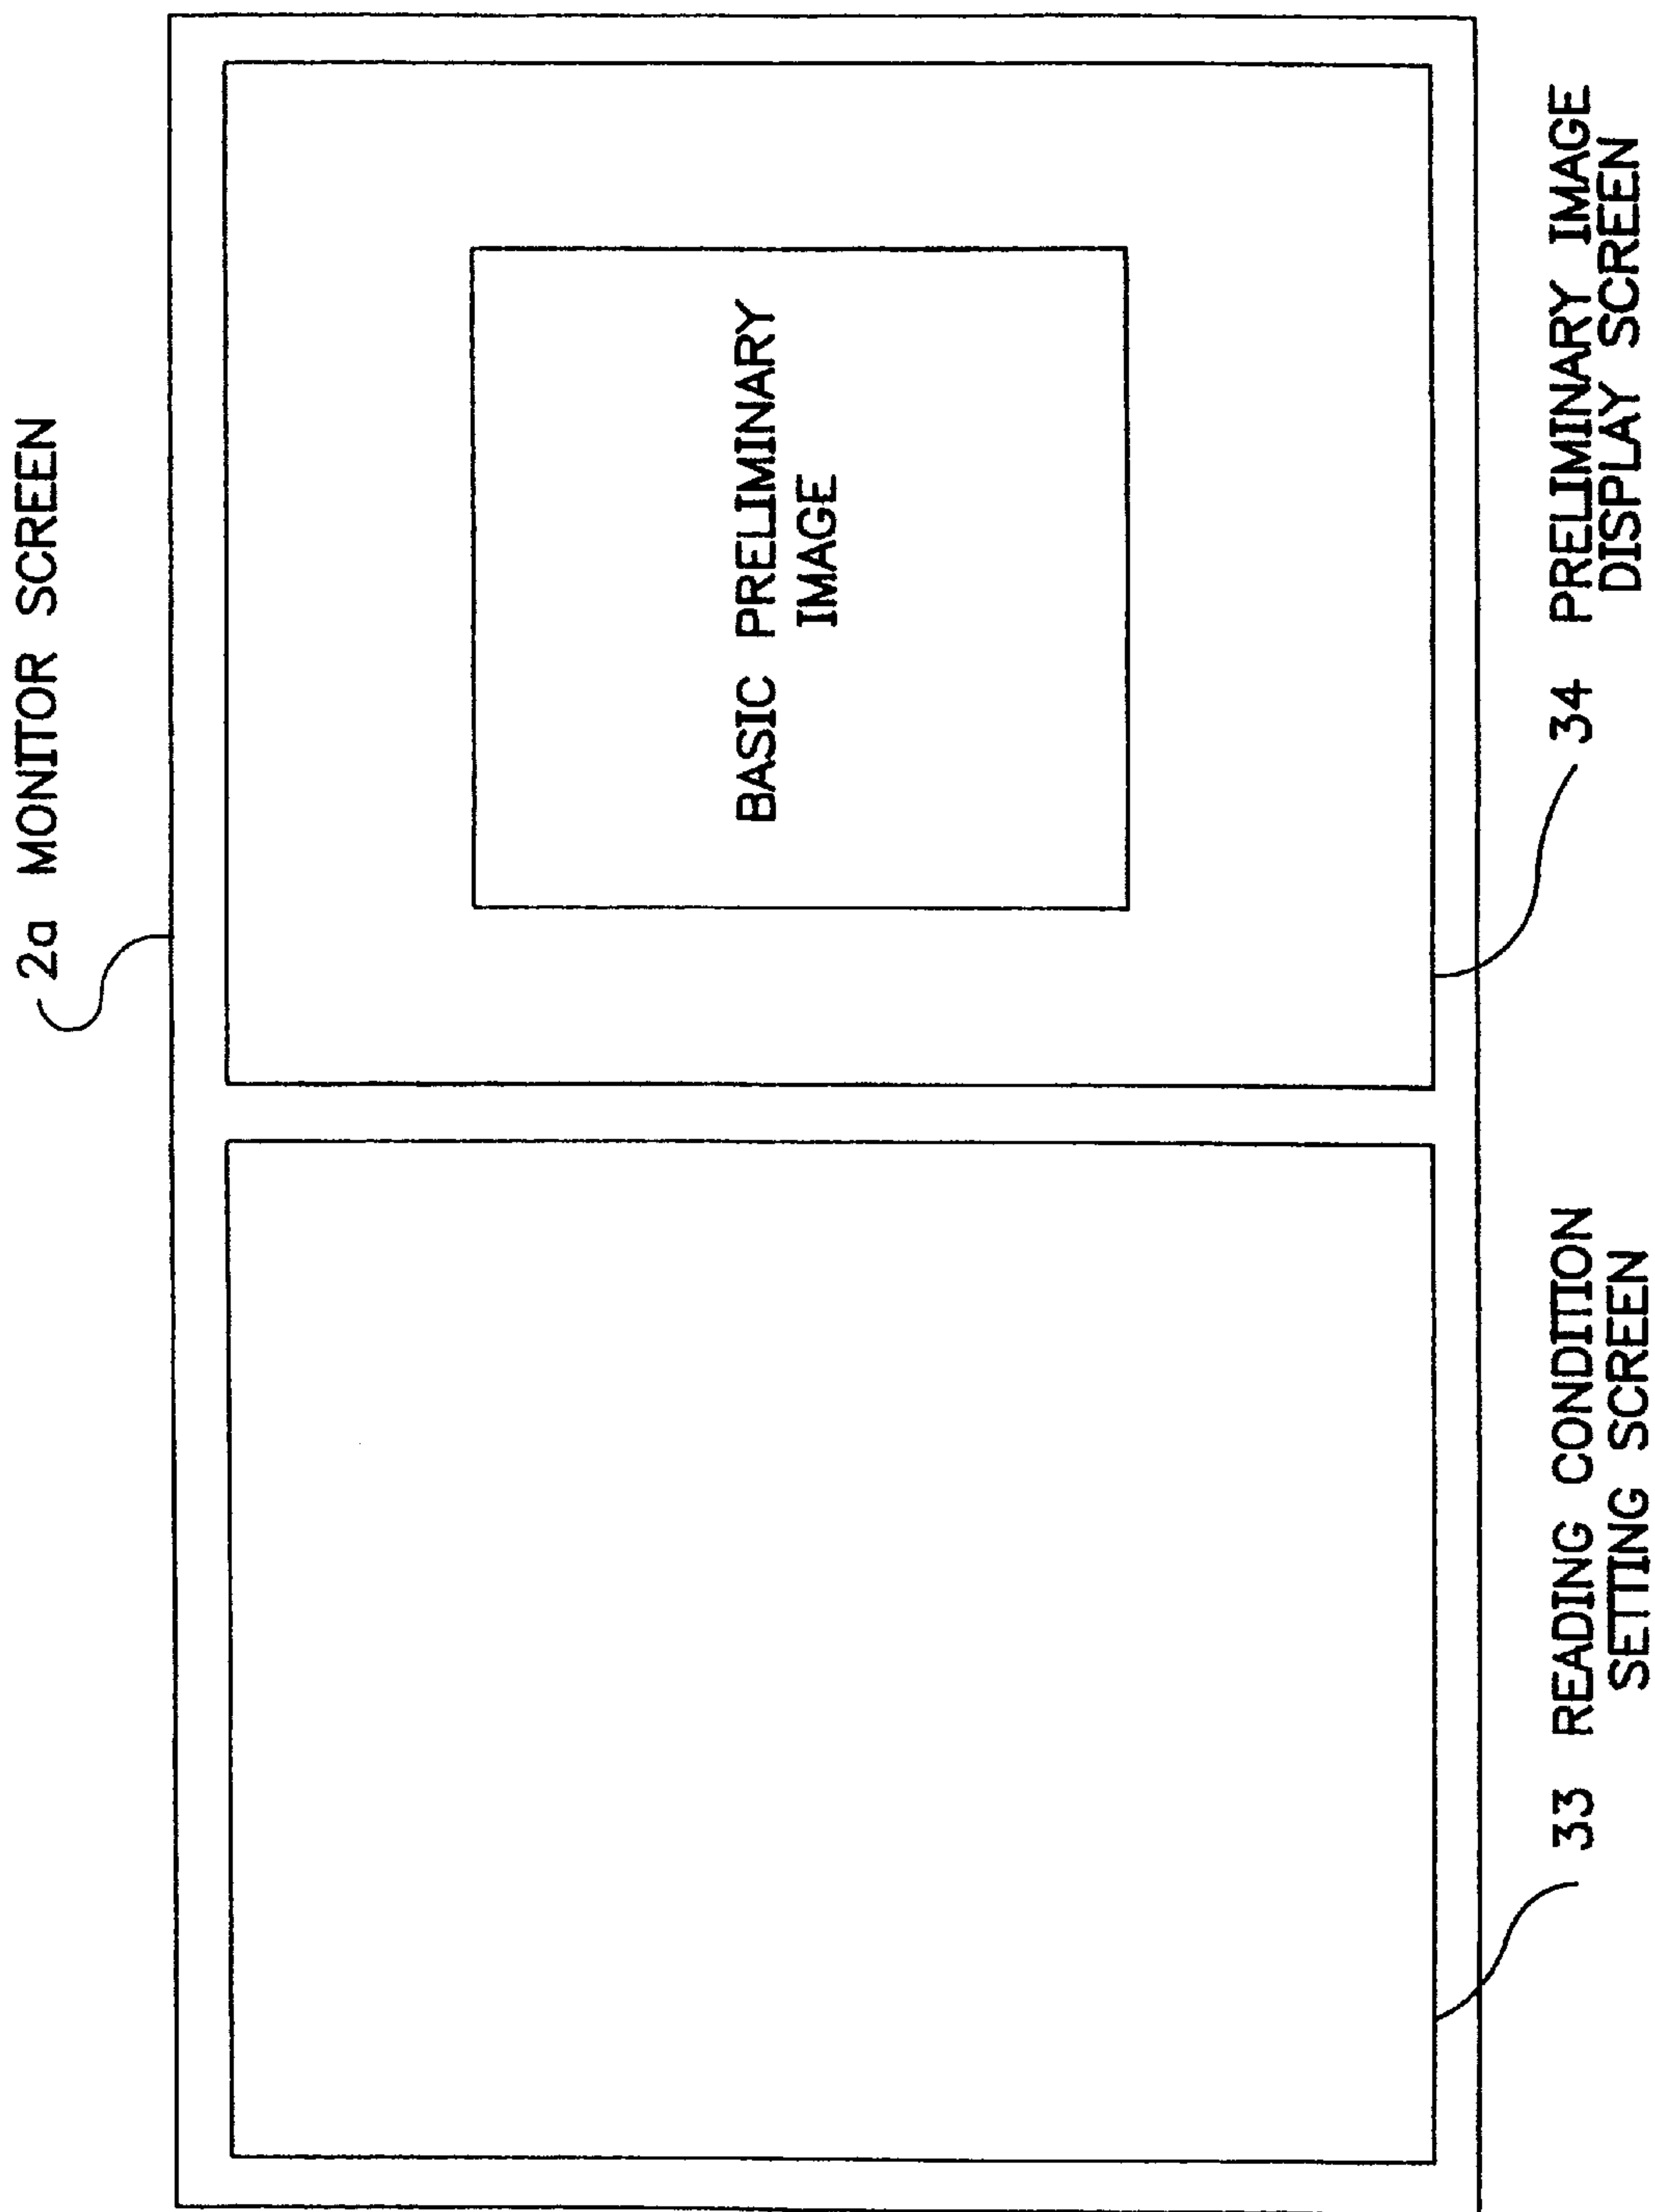 2a MONITOR SCREEN
BASIC PRELIMINARY
IMAGE
33 READING CONDITION
SETTING SCREEN
34 PRELIMINARY IMAGE
DISPLAY SCREEN